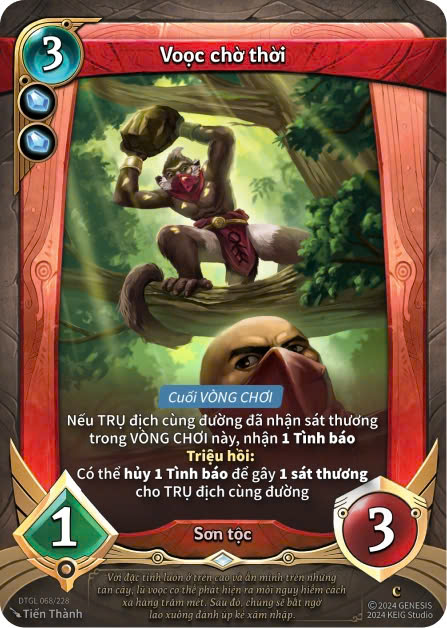 3
Voọc chờ thời
Cuối VÒNG CHƠI
Nếu TRỤ địch cùng đường đã nhận sát thương
trong VÒNG CHƠI này, nhận 1 Tình báo
Triệu hồi:
Có thể hủy 1 Tình báo để gây 1 sát thương
cho TRỤ địch cùng đường
1
Sơn tộc
3
Với đặc tính luôn ở trên cao và ẩn mình trên những
tán cây, lũ voọc có thể phát hiện ra mối nguy hiểm cách
xa hàng trăm mét. Sau đó, chúng sẽ bất ngờ
lao xuống đánh úp kẻ xâm nhập.
DTGL 068/228
Tiến Thành
C
©2024 GENESIS
2024 KEIG Studio